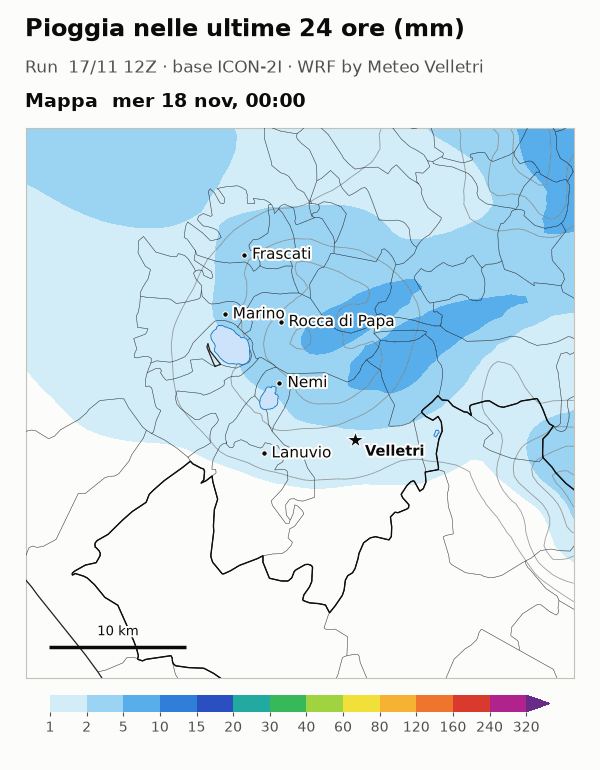 Pioggia nelle ultime 24 ore (mm)
Run 17/11 12Z · base ICON-2I · WRF by Meteo Velletri
Mappa mer 18 nov, 00:00
Frascati
Marino
Rocca di Papa
Nemi
Velletri
Lanuvio
10 km
1 2 5 10 15 20 30 40 60 80 120 160 240 320